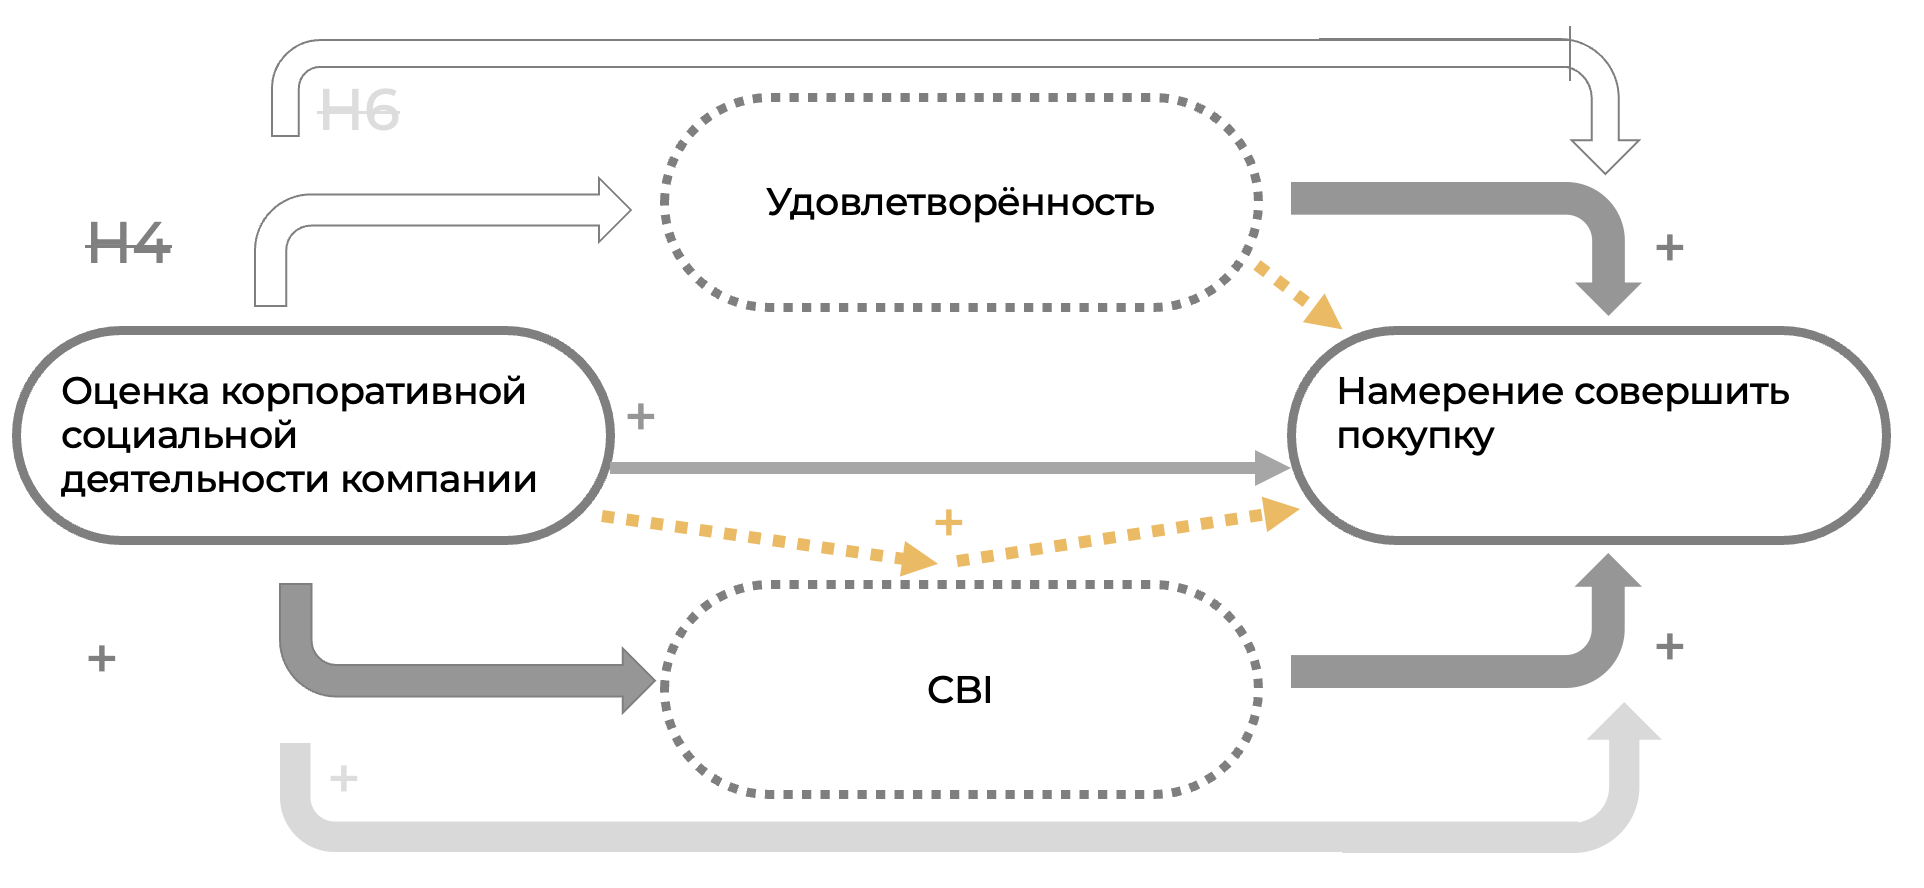 H6
Удовлетворённость
H4
+
Оценка корпоративной
социальной
деятельности компании
+
Намерение совершить
покупку
+
+
+
CBI
+